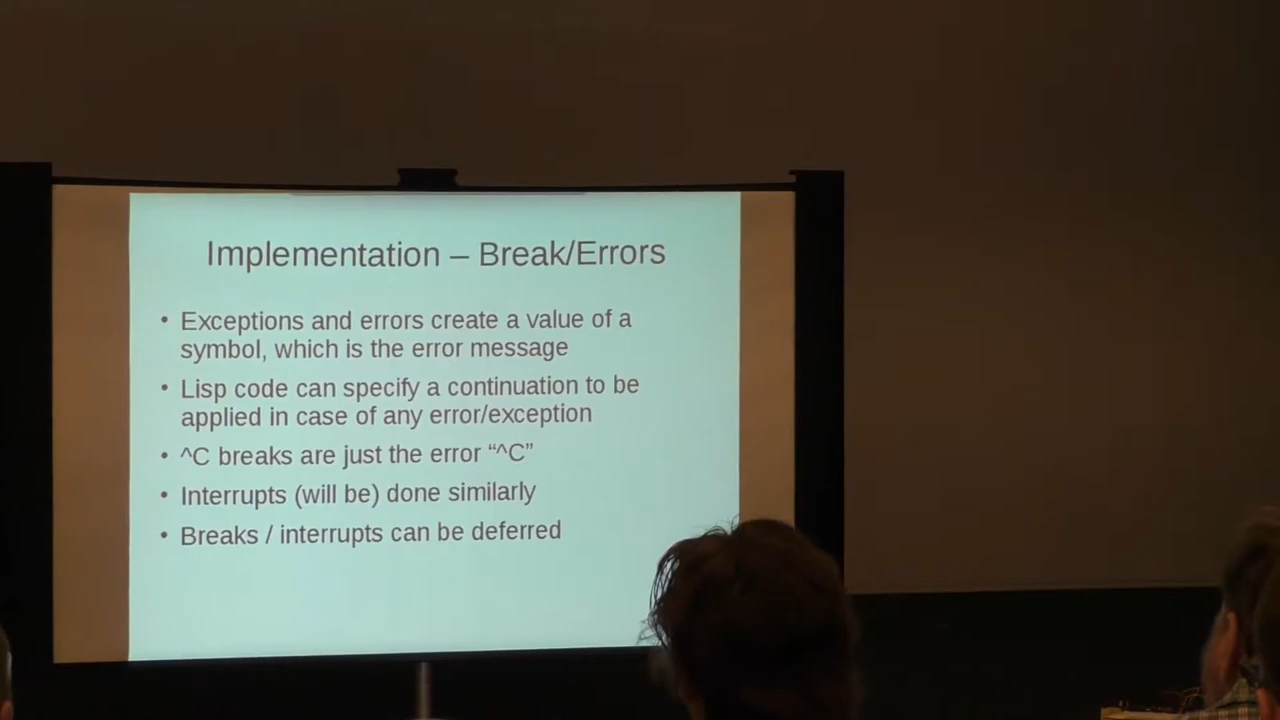 Implementation – Break/Errors
• Exceptions and errors create a value of a
symbol, which is the error message
• Lisp code can specify a continuation to be
applied in case of any error/exception
• ^C breaks are just the error “^C”
• Interrupts (will be) done similarly
• Breaks / interrupts can be deferred